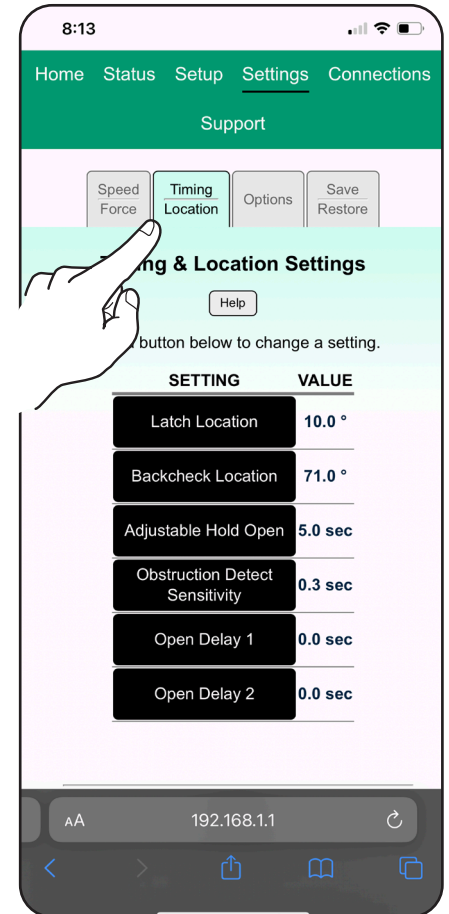 8:13
Home Status Setup Settings Connections
Support
Speed
Force
Timing
Location
Options
Save
Restore
& Location Settings
Help
button below to change a setting.
SETTING VALUE
Latch Location 10.0 °
Backcheck Location 71.0 °
Adjustable Hold Open 5.0 sec
Obstruction Detect
Sensitivity 0.3 sec
Open Delay 1 0.0 sec
Open Delay 2 0.0 sec
AA 192.168.1.1